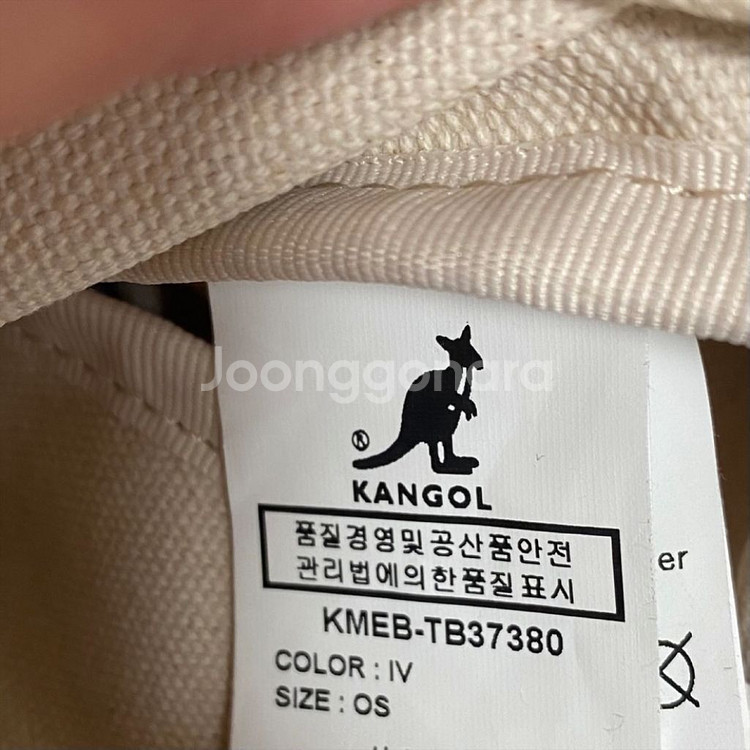 Joonggonara
®
KANGOL
품질경영및공산품안전
관리법에의한품질표시
KMEB-TB37380
COLOR : IV
SIZE : OS
er